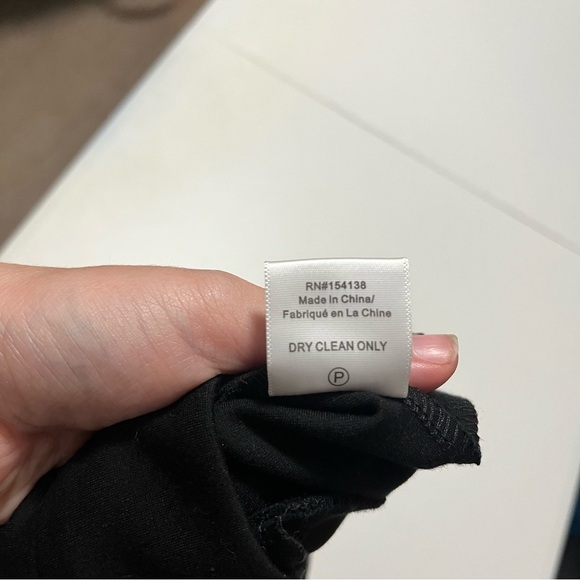 RN#154138
Made in China/
Fabriqué en La Chine
DRY CLEAN ONLY
P